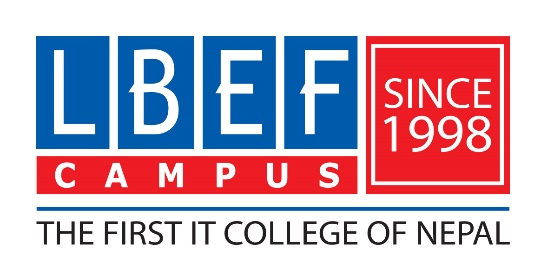 LBEF
CAMPUS
SINCE
1998
THE FIRST IT COLLEGE OF NEPAL